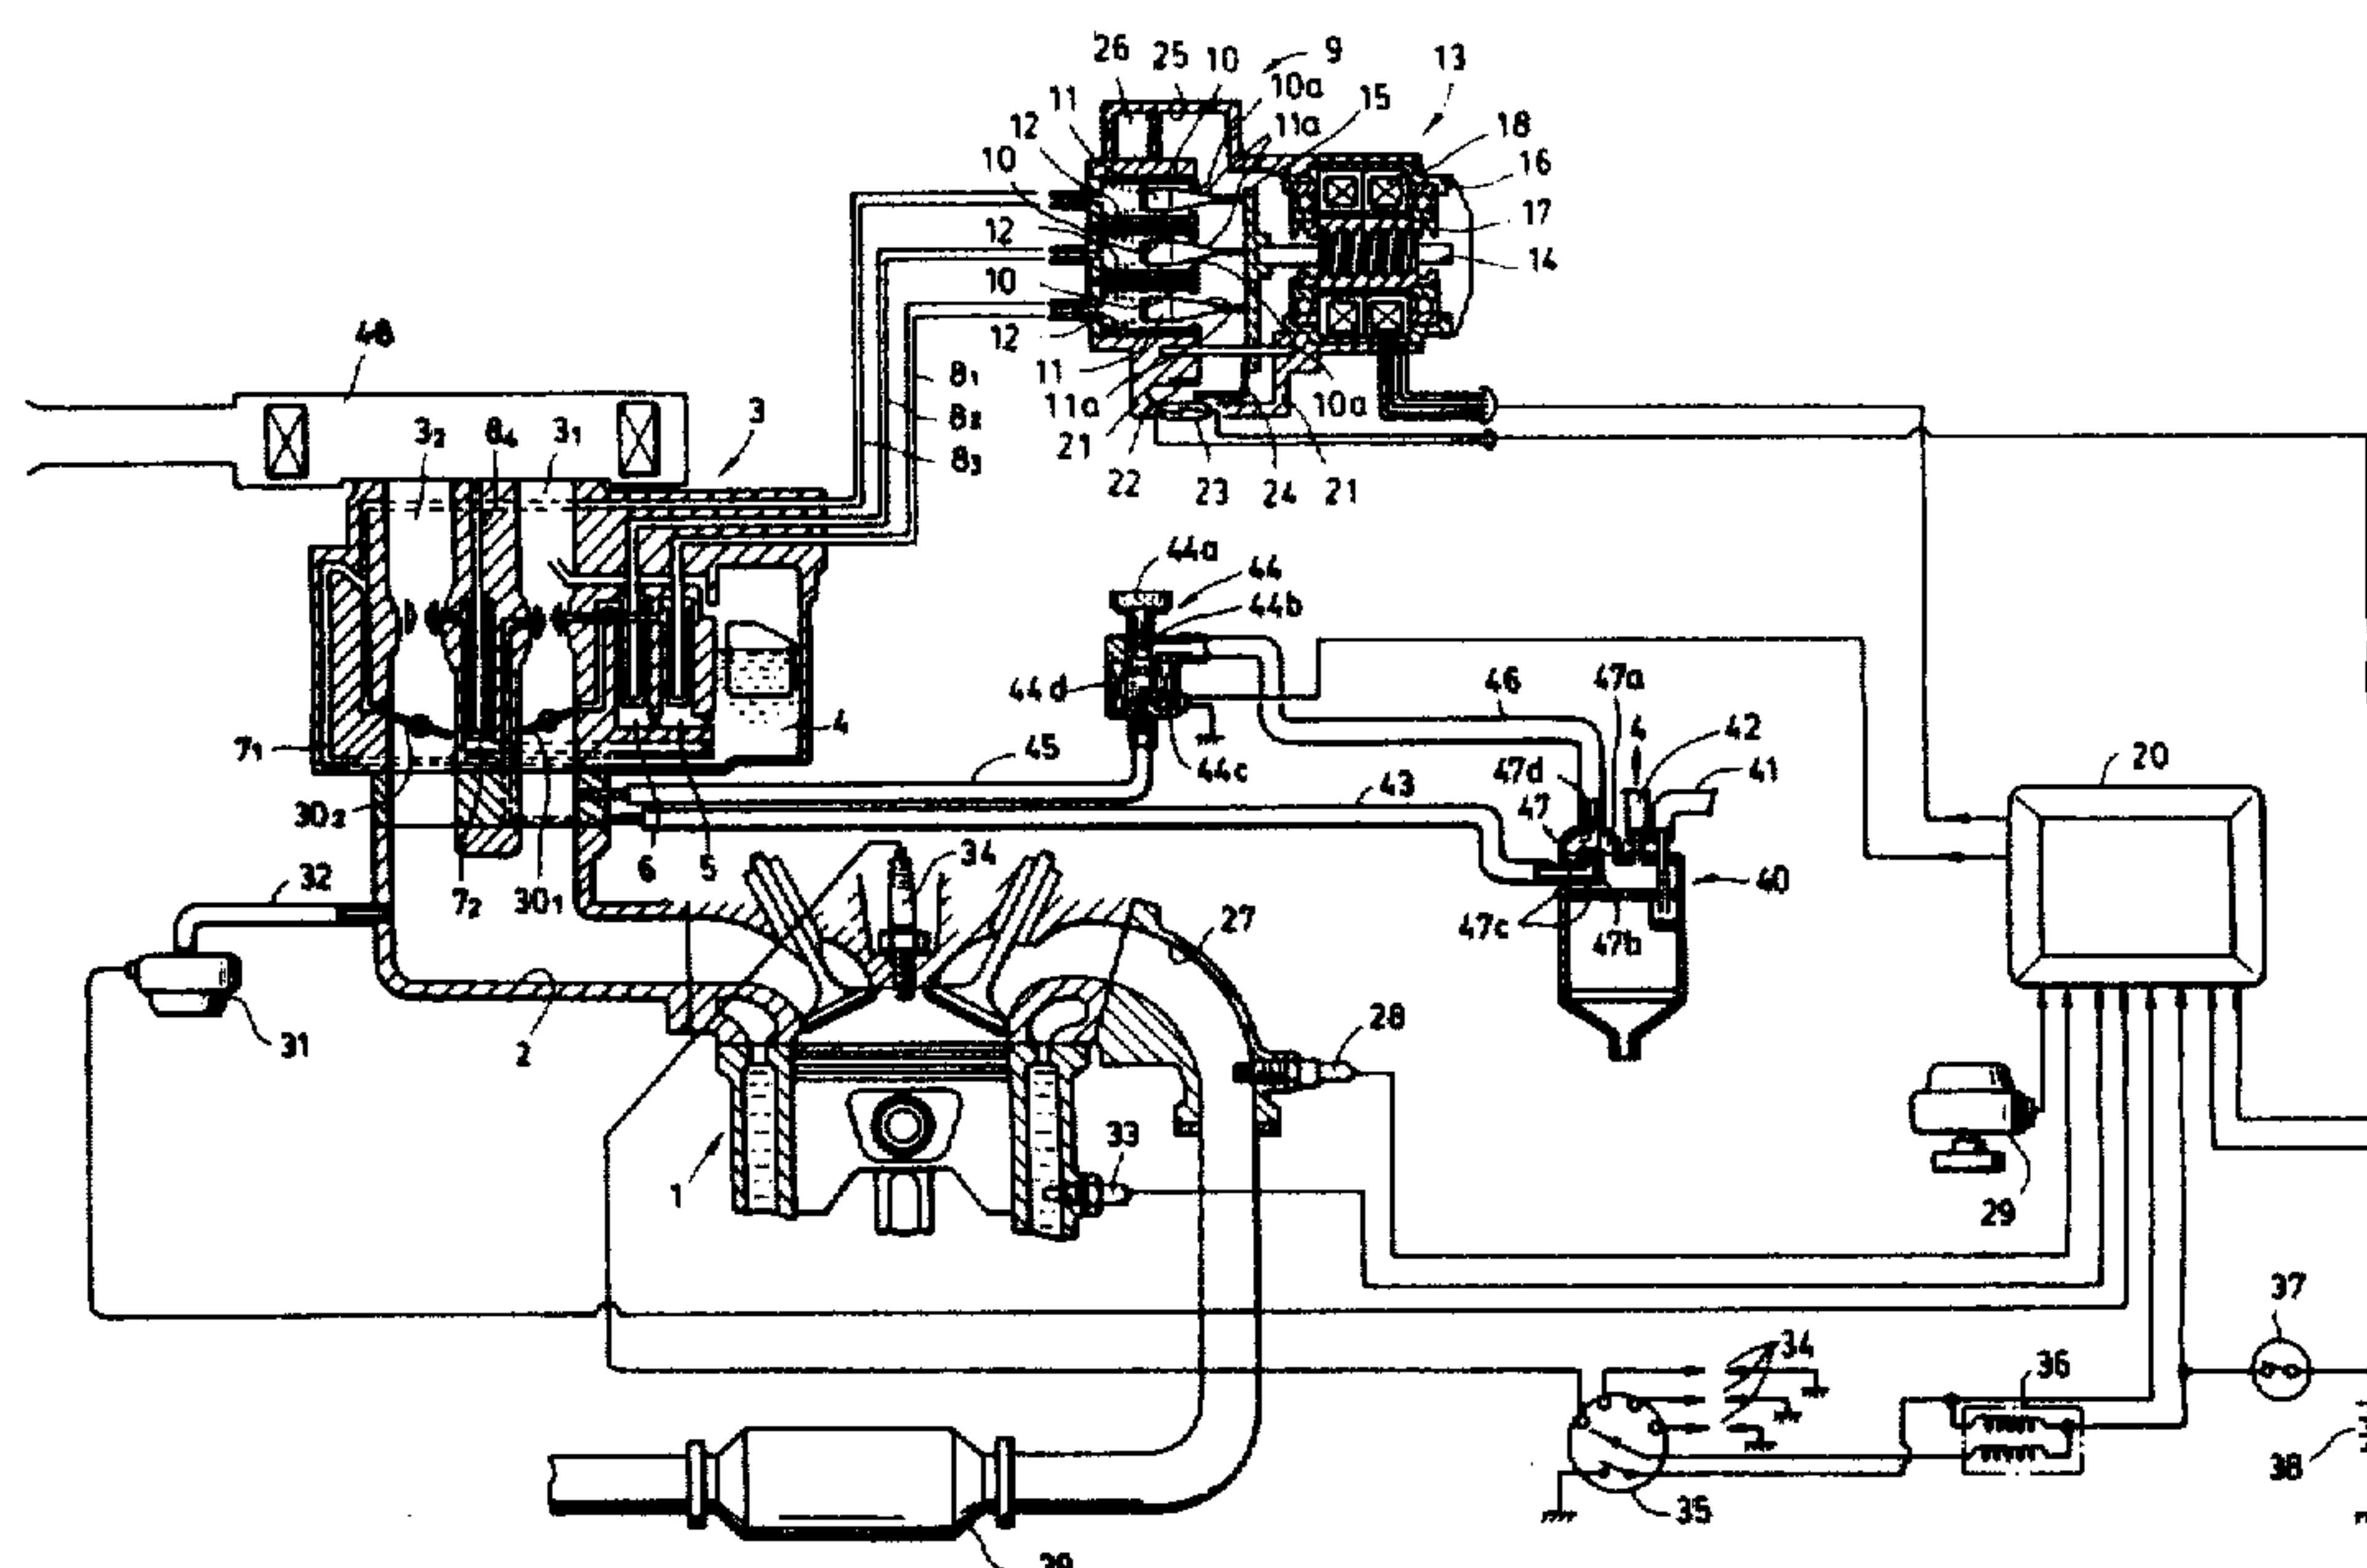 26 25 10 9 13
11 10a 15
12 11a 18
10 16
12 17
10 14
12
48 8₁ 11 10a
3₂ 8₄ 3₁ 3 8₂ 11a
8₃ 21 22 23 24 21
44a 44
44b
44d 46 47a
7₁ 4 45 44c 47d 4 42 41 20
30₂ 43 47
32 7₂ 30₁ 6 5 34 40
27 47c 47b
31 2 28
1 33 29
37
34 36
35 38